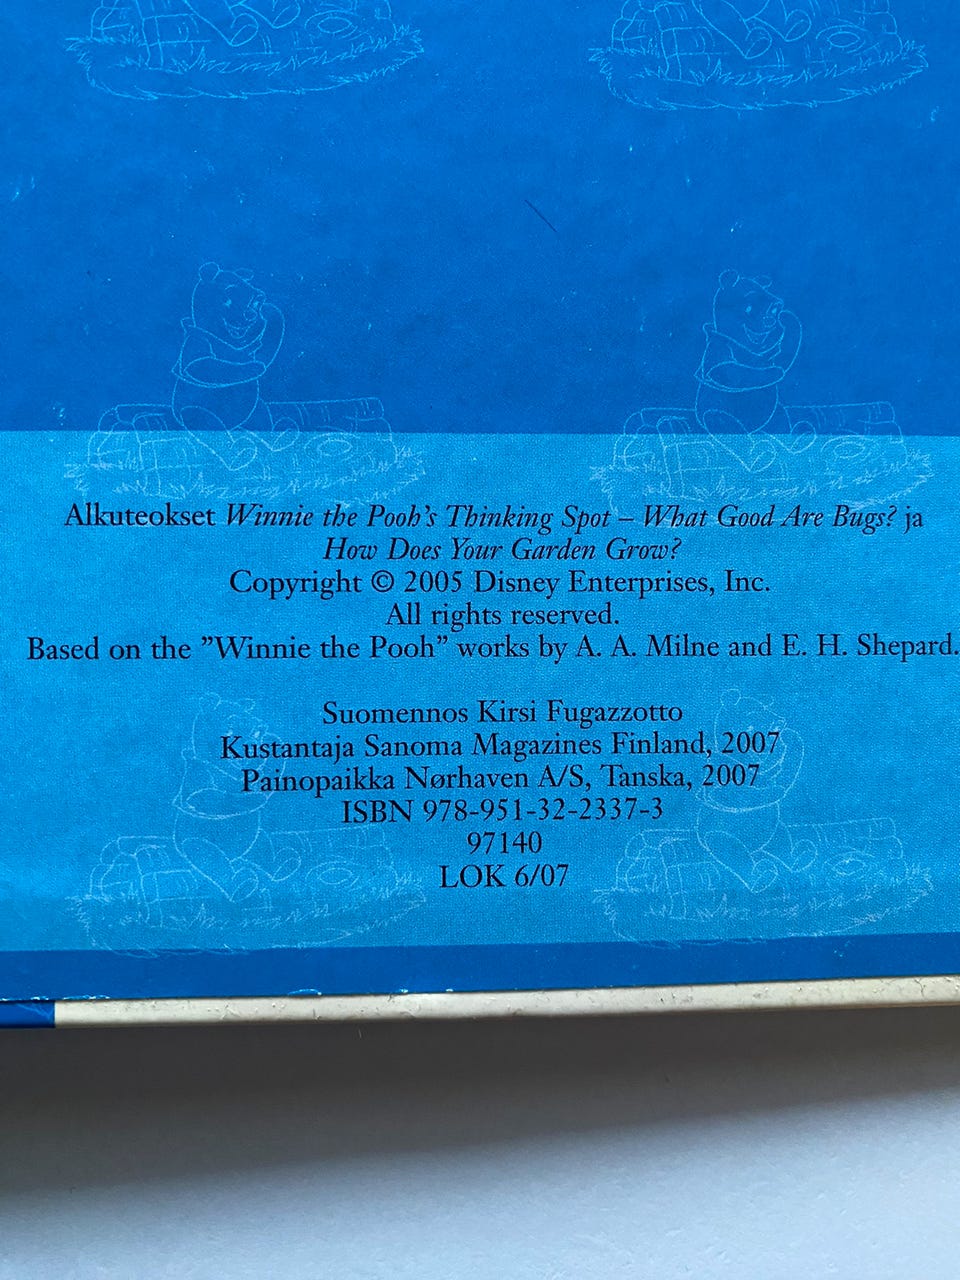 Alkuteokset Winnie the Pooh's Thinking Spot – What Good Are Bugs? ja
How Does Your Garden Grow?
Copyright © 2005 Disney Enterprises, Inc.
All rights reserved.
Based on the ”Winnie the Pooh” works by A. A. Milne and E. H. Shepard.
Suomennos Kirsi Fugazzotto
Kustantaja Sanoma Magazines Finland, 2007
Painopaikka Nørhaven A/S, Tanska, 2007
ISBN 978-951-32-2337-3
97140
LOK 6/07